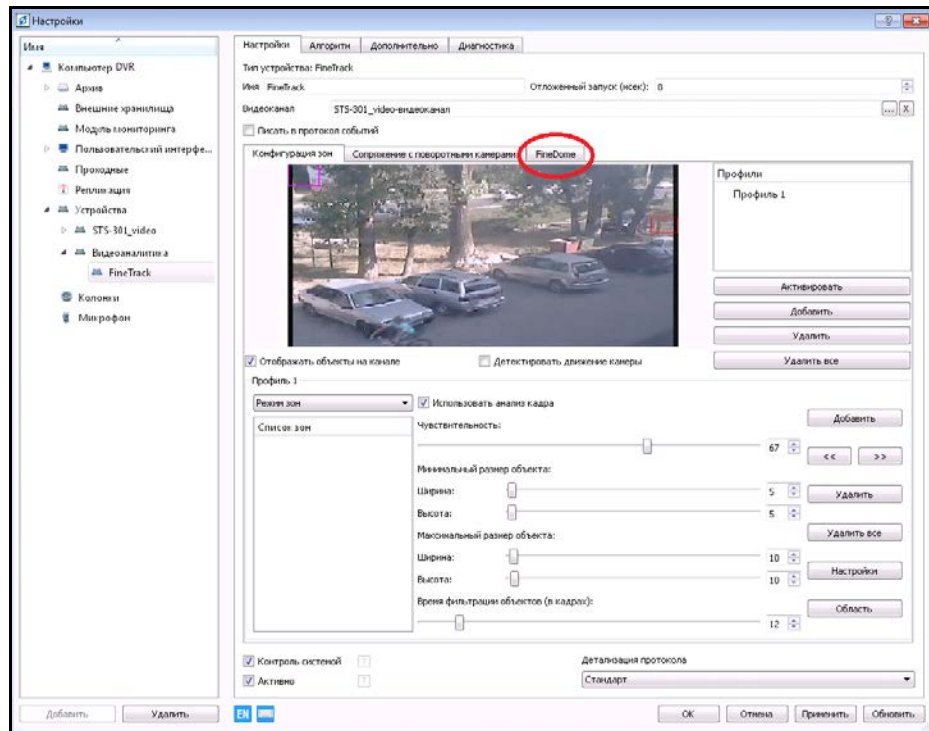 Настройки
Имя
Компьютер DVR
Архив
Внешние хранилища
Модуль мониторинга
Пользовательский интерфе...
Проходные
Репликация
Устройства
STS-301_video
Видеоаналитика
FineTrack
Колонки
Микрофон
Добавить Удалить
Настройки Алгоритм Дополнительно Диагностика
Тип устройства: FineTrack
Имя FineTrack Отложенный запуск (мсек): 0
Видеоканал STS-301_video-видеоканал ... X
Писать в протокол событий
Конфигурация зон Сопряжение с поворотными камерами FineDome
Профили
Профиль 1
Активировать
Добавить
Удалить
Удалить все
Отображать объекты на канале Детектировать движение камеры
Профиль 1
Режим зон Использовать анализ кадра
Список зон
Чувствительность:
67
Минимальный размер объекта:
Ширина: 5
Высота: 5
Максимальный размер объекта:
Ширина: 10
Высота: 10
Время фильтрации объектов (в кадрах):
12
Добавить
<< >>
Удалить
Удалить все
Настройки
Область
Контроль системой ?
Активно ?
Детализация протокола
Стандарт
EN
ОК Отмена Применить Обновить